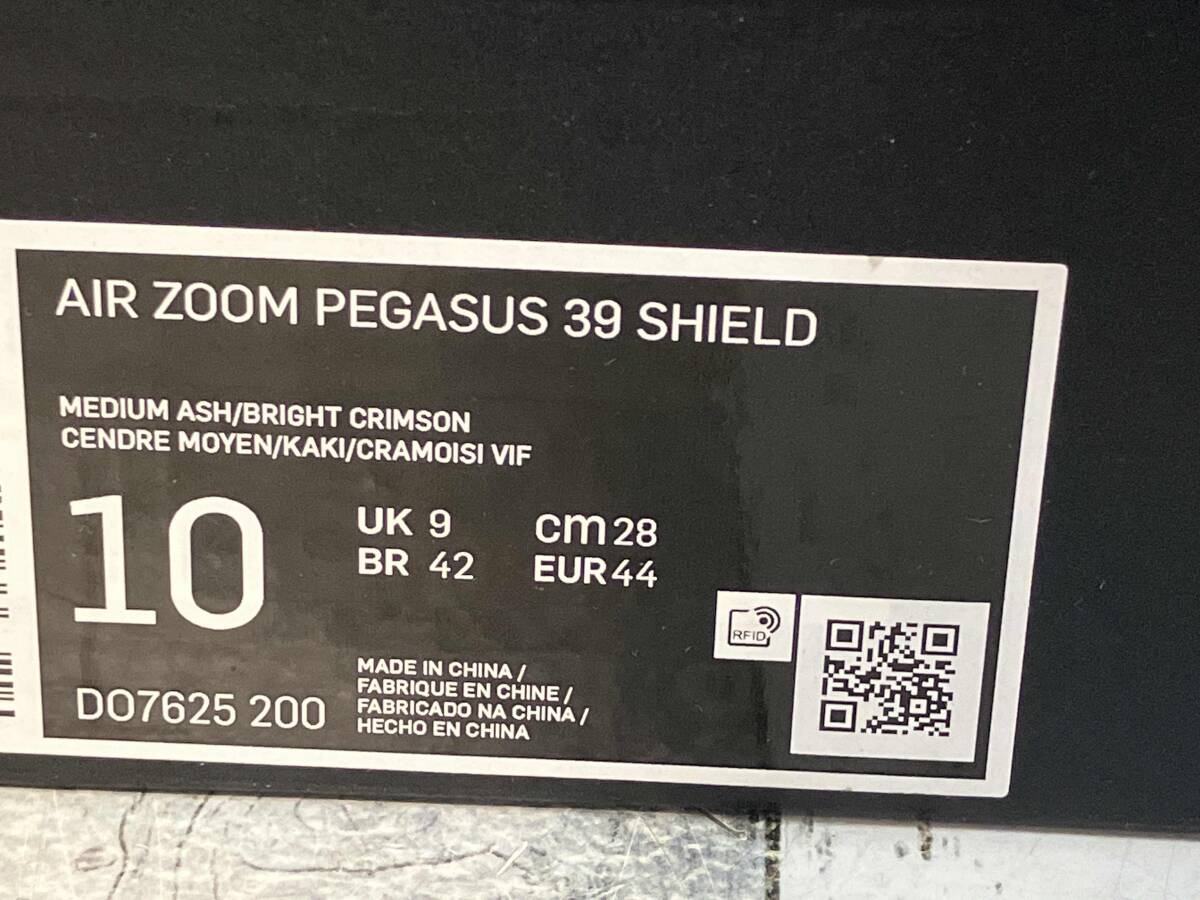 AIR ZOOM PEGASUS 39 SHIELD
MEDIUM ASH/BRIGHT CRIMSON
CENDRE MOYEN/KAKI/CRAMOISI VIF
10
UK 9 cm 28
BR 42 EUR 44
RFID
MADE IN CHINA /
FABRIQUE EN CHINE /
FABRICADO NA CHINA /
HECHO EN CHINA
DO7625 200